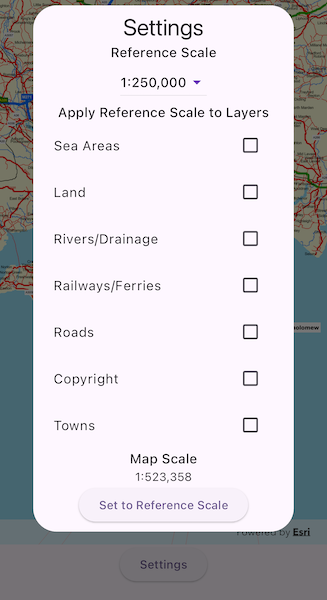 Settings
Reference Scale
1:250,000
Apply Reference Scale to Layers
Sea Areas
Land
Rivers/Drainage
Railways/Ferries
Roads
olomew
Copyright
Towns
Map Scale
1:523,358
Set to Reference Scale
Powered by Esri
Settings